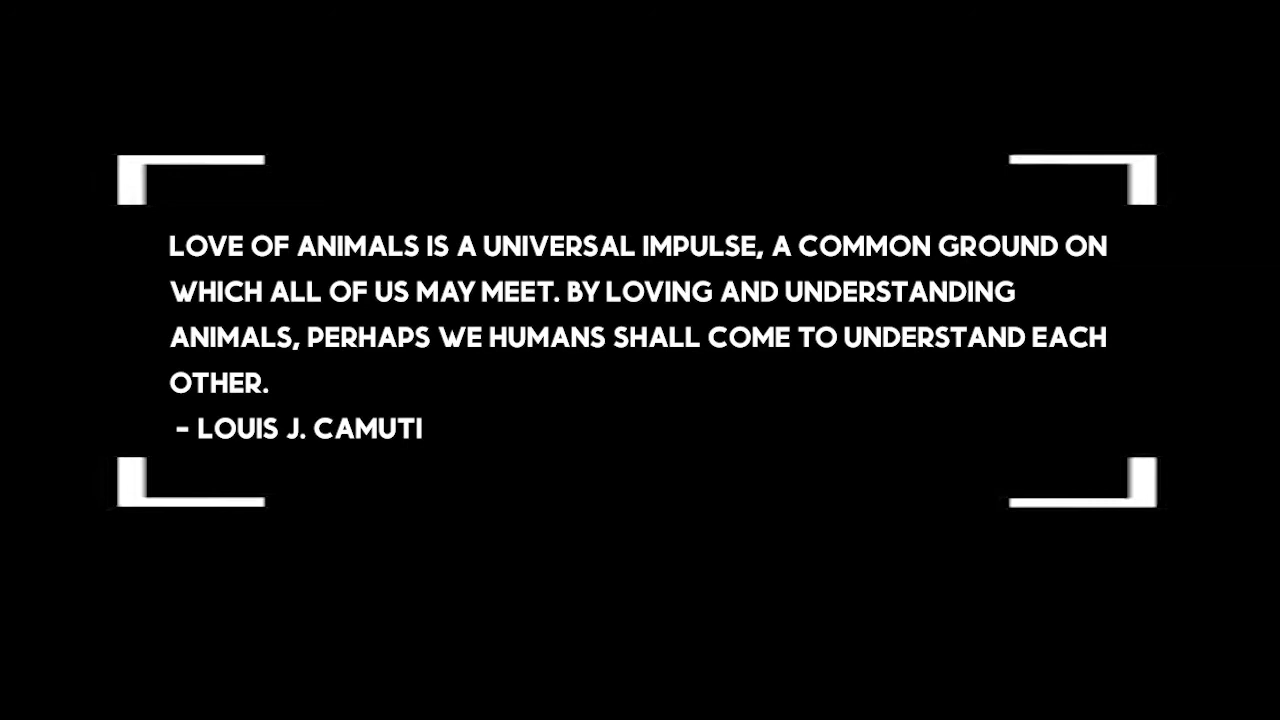 LOVE OF ANIMALS IS A UNIVERSAL IMPULSE, A COMMON GROUND ON
WHICH ALL OF US MAY MEET. BY LOVING AND UNDERSTANDING
ANIMALS, PERHAPS WE HUMANS SHALL COME TO UNDERSTAND EACH
OTHER.
- LOUIS J. CAMUTI